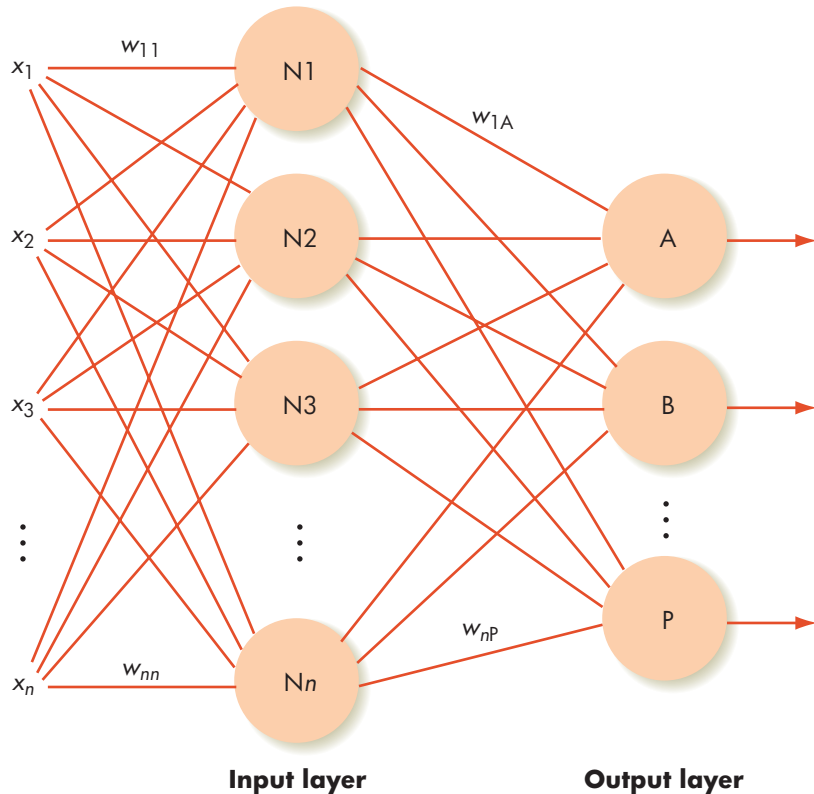 w11
x1
N1
w1A
x2
N2
A
x3
N3
B
⋮
⋮
⋮
P
wnP
wnn
xn
Nn
Input layer
Output layer